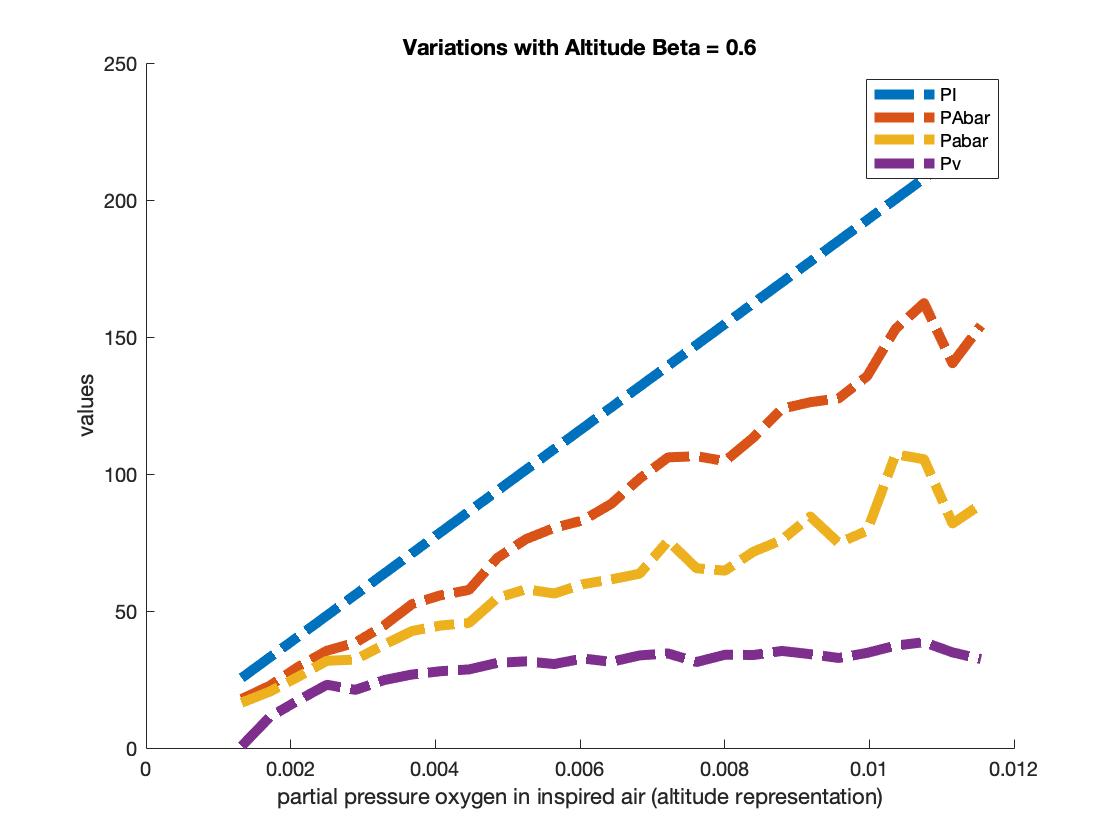 Variations with Altitude Beta = 0.6
250
200
150
100
50
0
values
PI
PAbar
Pabar
Pv
0
0.002
0.004
0.006
0.008
0.01
0.012
partial pressure oxygen in inspired air (altitude representation)